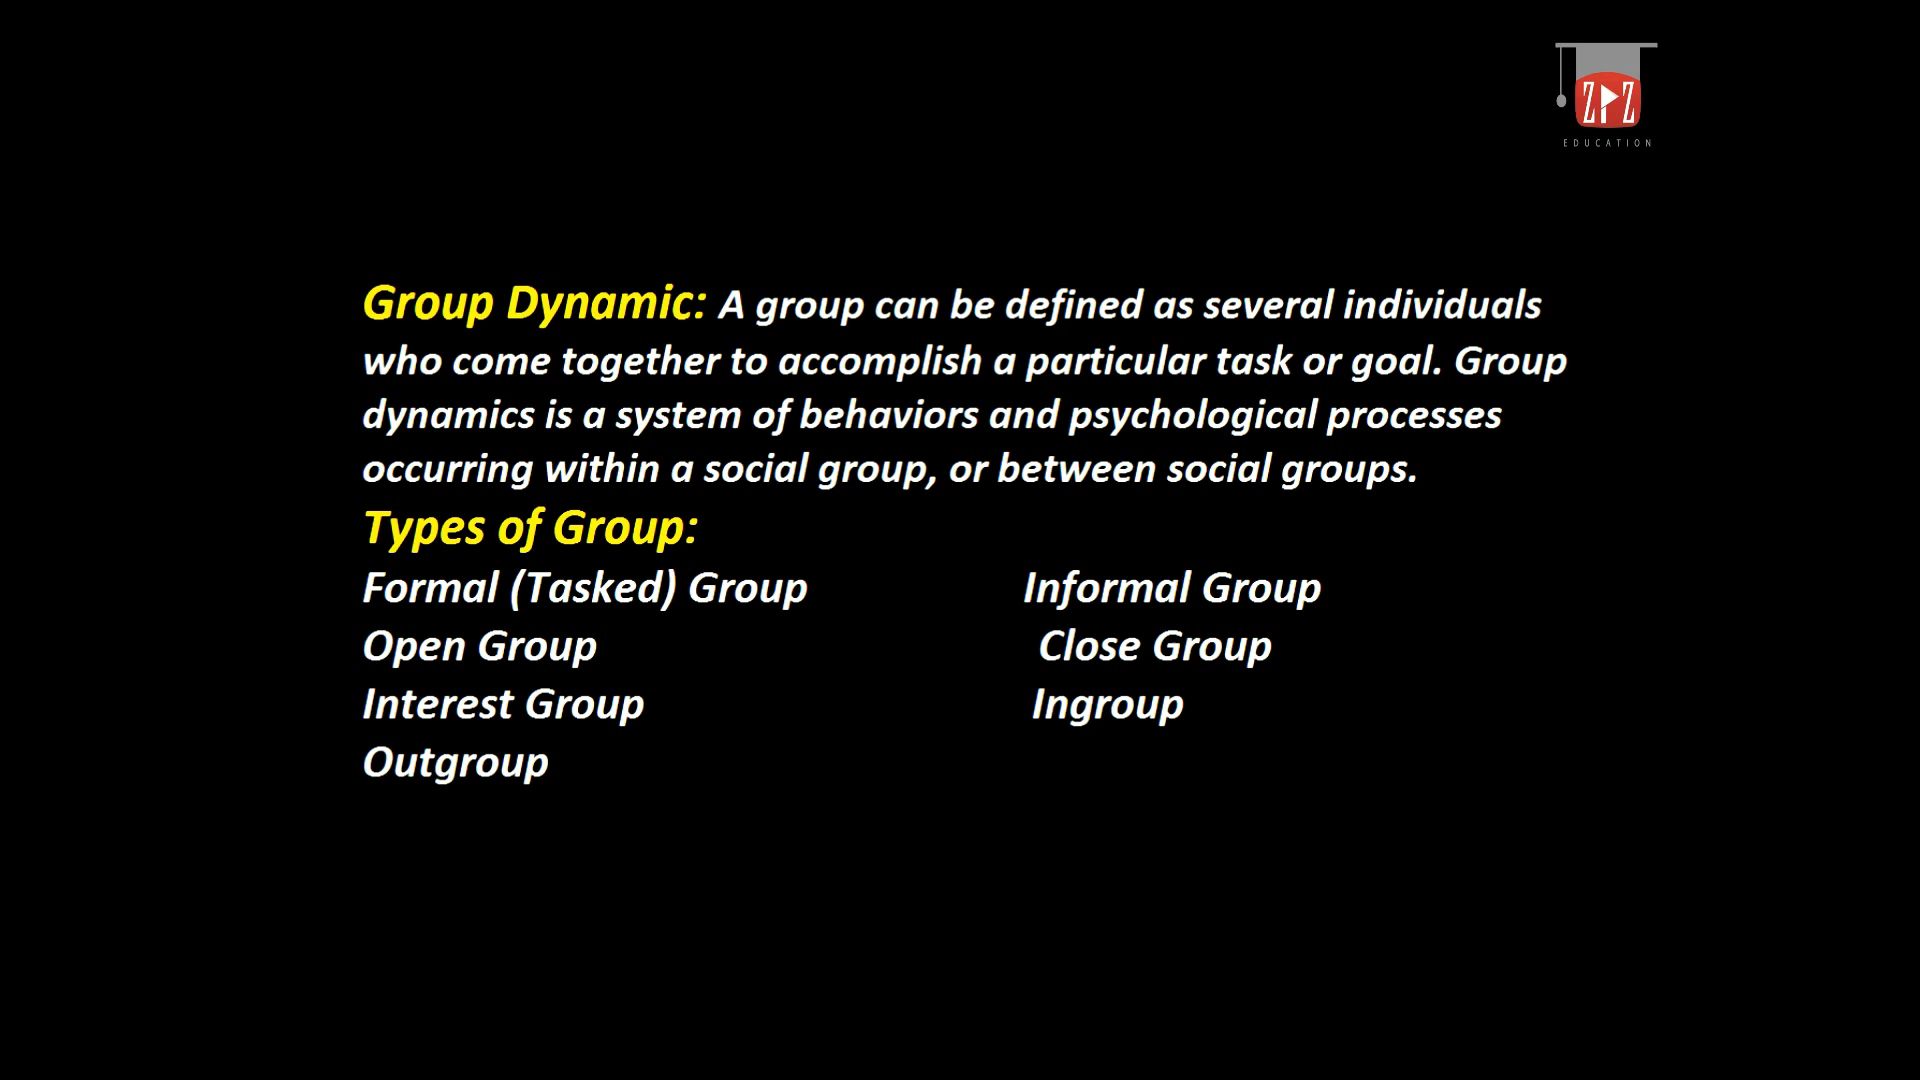 ZPZ
EDUCATION
Group Dynamic: A group can be defined as several individuals
who come together to accomplish a particular task or goal. Group
dynamics is a system of behaviors and psychological processes
occurring within a social group, or between social groups.
Types of Group:
Formal (Tasked) Group Informal Group
Open Group Close Group
Interest Group Ingroup
Outgroup